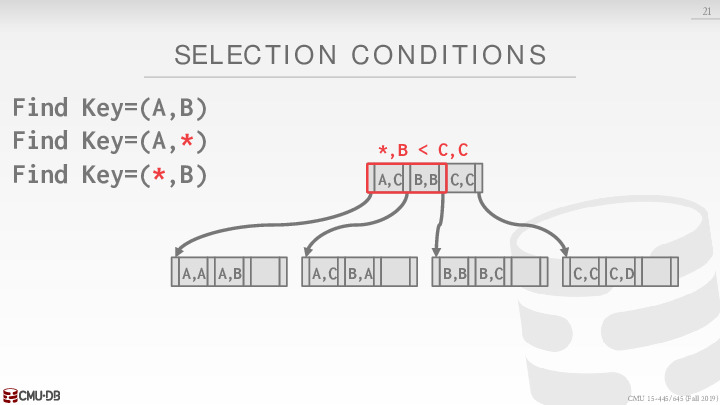 21
SELECTION CONDITIONS
Find Key=(A,B)
Find Key=(A,*)
Find Key=(*,B)
*,B < C,C
A,C B,B C,C
A,A A,B A,C B,A B,B B,C C,C C,D
CMU·DB
CMU 15-445/645 (Fall 2019)